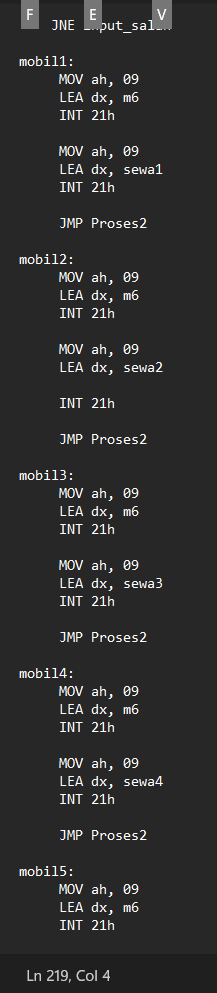 F E V
JNE input_salah
mobil1:
MOV ah, 09
LEA dx, m6
INT 21h
MOV ah, 09
LEA dx, sewa1
INT 21h
JMP Proses2
mobil2:
MOV ah, 09
LEA dx, m6
INT 21h
MOV ah, 09
LEA dx, sewa2
INT 21h
JMP Proses2
mobil3:
MOV ah, 09
LEA dx, m6
INT 21h
MOV ah, 09
LEA dx, sewa3
INT 21h
JMP Proses2
mobil4:
MOV ah, 09
LEA dx, m6
INT 21h
MOV ah, 09
LEA dx, sewa4
INT 21h
JMP Proses2
mobil5:
MOV ah, 09
LEA dx, m6
INT 21h
Ln 219, Col 4